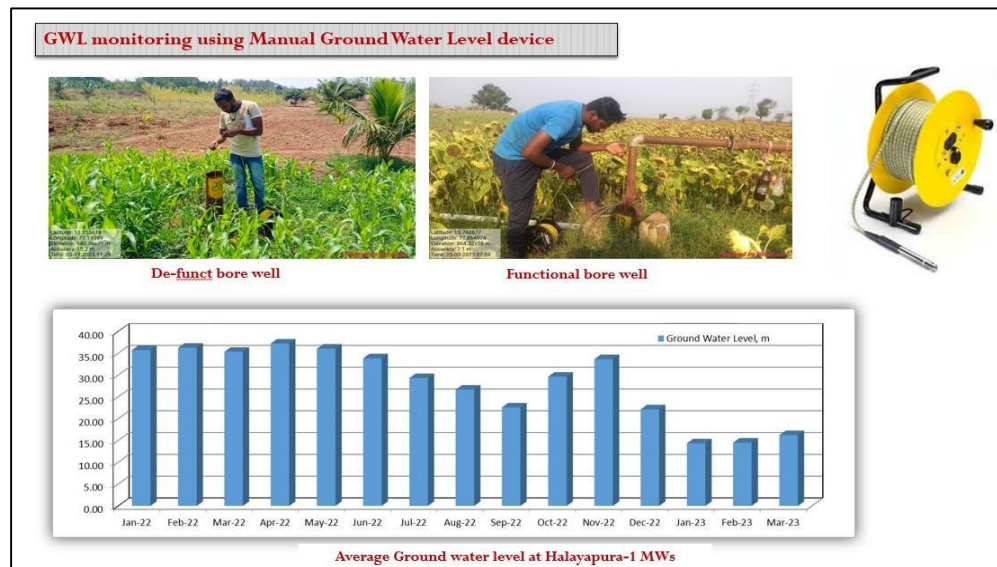 GWL monitoring using Manual Ground Water Level device
De-funct bore well
Functional bore well
40.00
35.00
30.00
25.00
20.00
15.00
10.00
5.00
0.00
Ground Water Level, m
Jan-22 Feb-22 Mar-22 Apr-22 May-22 Jun-22 Jul-22 Aug-22 Sep-22 Oct-22 Nov-22 Dec-22 Jan-23 Feb-23 Mar-23
Average Ground water level at Halayapura-1 MWs